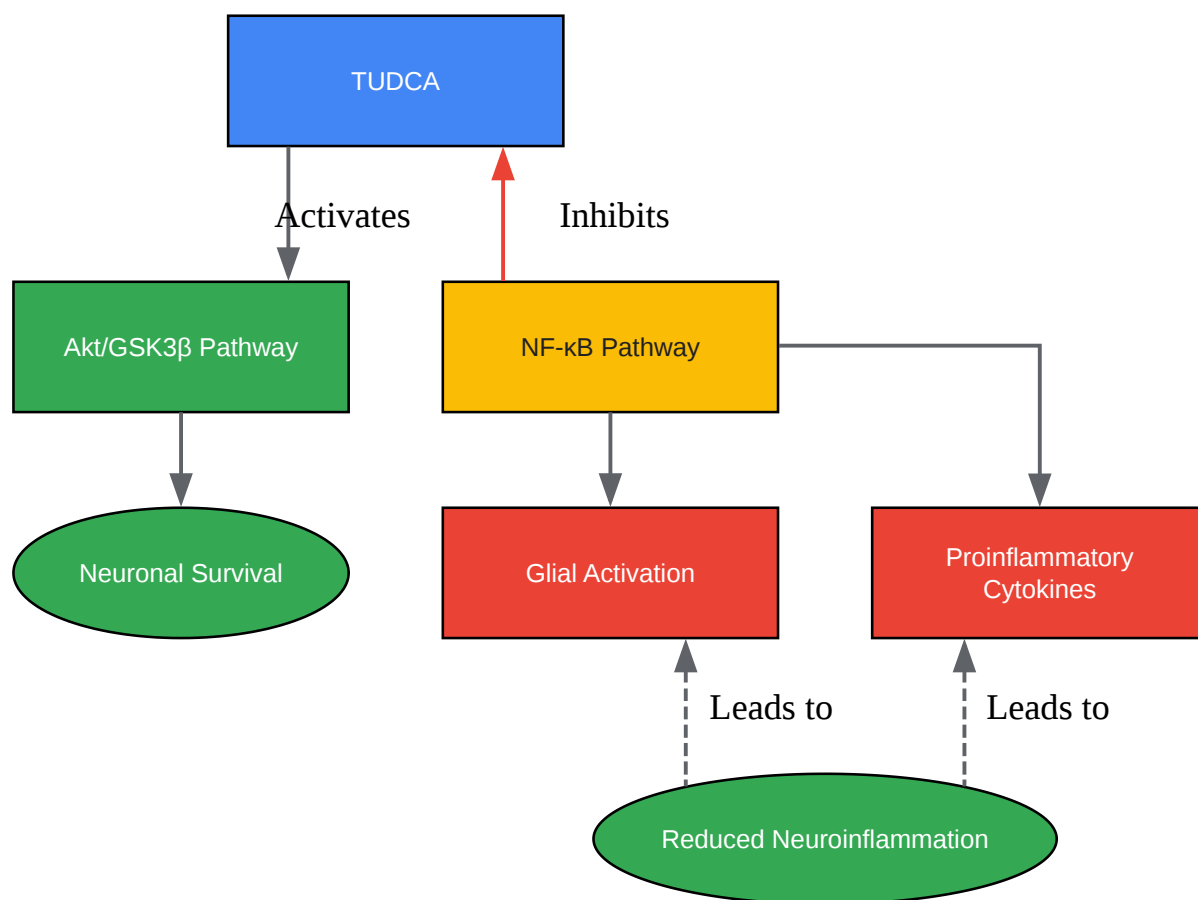 TUDCA
Activates
Inhibits
Akt/GSK3β Pathway
NF-κB Pathway
Neuronal Survival
Glial Activation
Proinflammatory
Cytokines
Leads to
Leads to
Reduced Neuroinflammation